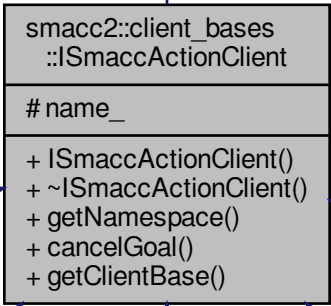 smacc2::client_bases
::ISmaccActionClient
# name_
+ ISmaccActionClient()
+ ~ISmaccActionClient()
+ getNamespace()
+ cancelGoal()
+ getClientBase()